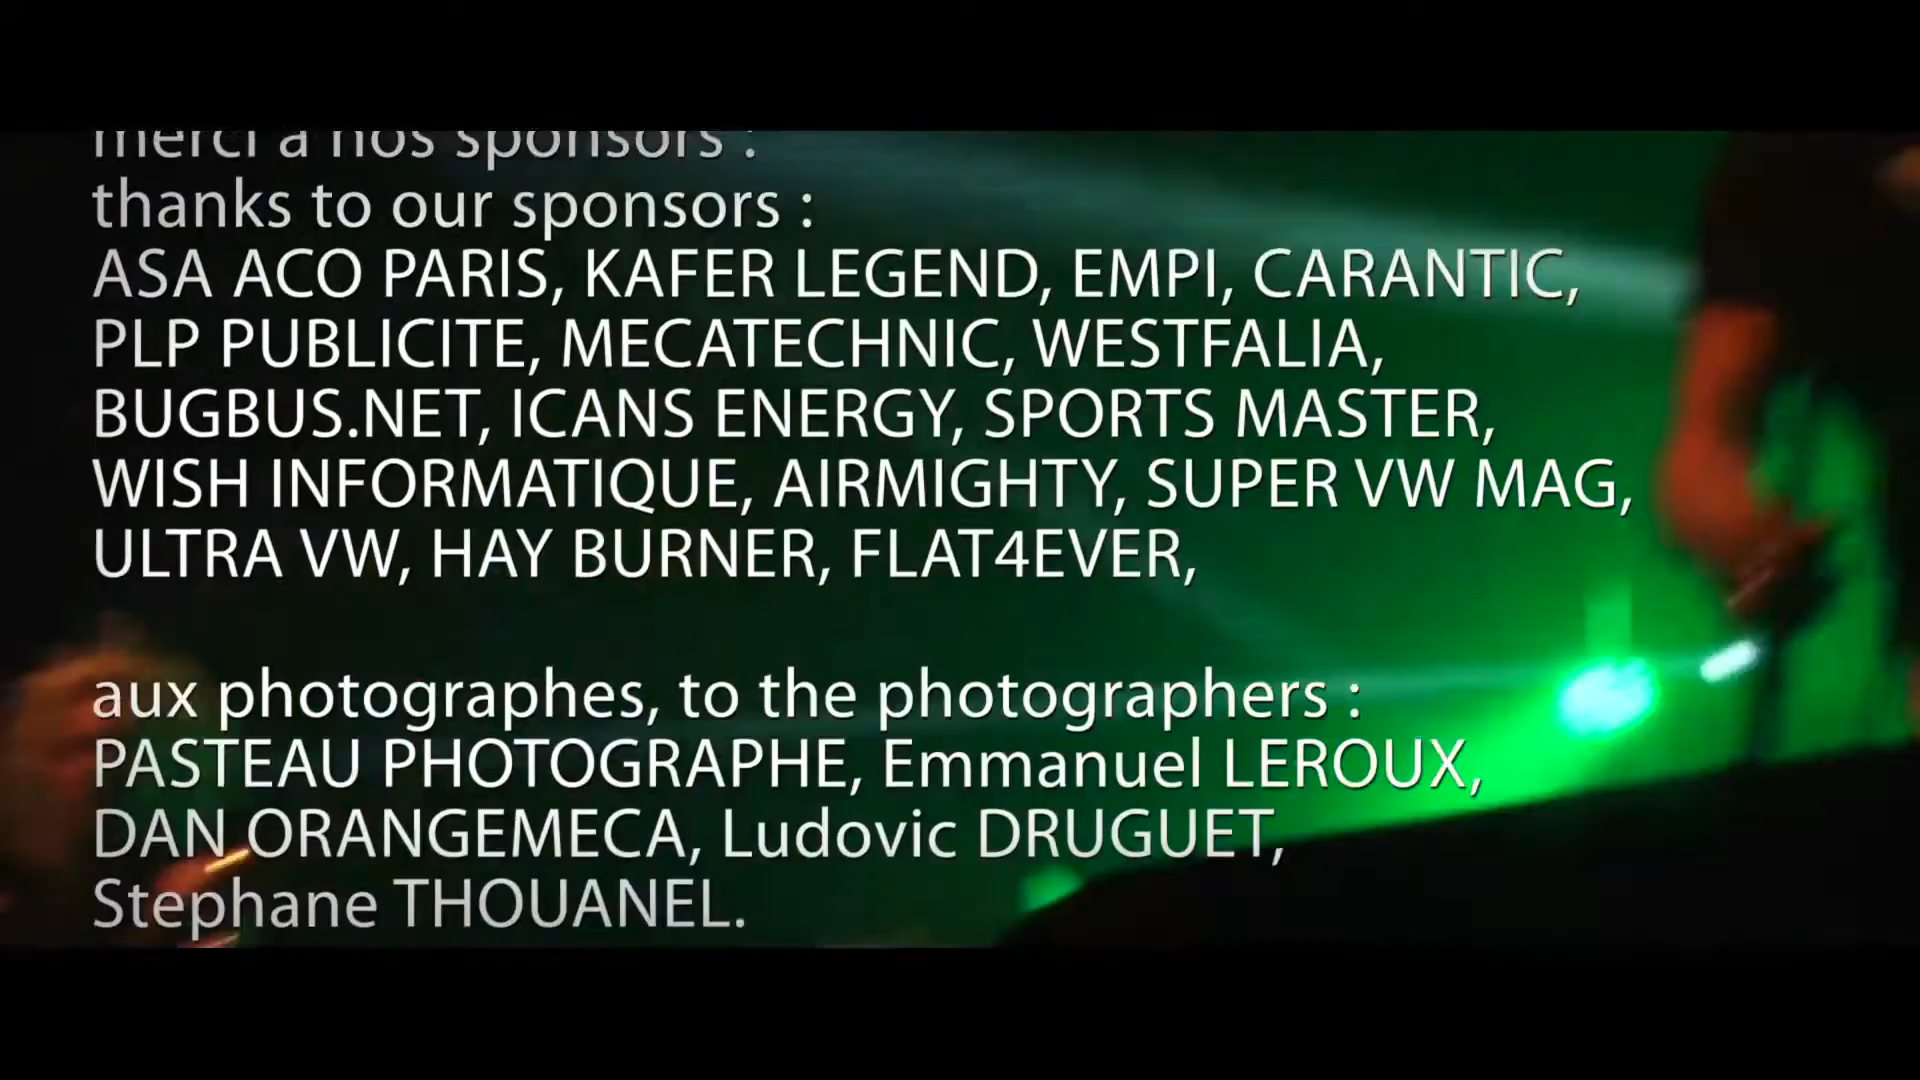 merci a nos sponsors :
thanks to our sponsors :
ASA ACO PARIS, KAFER LEGEND, EMPI, CARANTIC,
PLP PUBLICITE, MECATECHNIC, WESTFALIA,
BUGBUS.NET, ICANS ENERGY, SPORTS MASTER,
WISH INFORMATIQUE, AIRMIGHTY, SUPER VW MAG,
ULTRA VW, HAY BURNER, FLAT4EVER,
aux photographes, to the photographers :
PASTEAU PHOTOGRAPHE, Emmanuel LEROUX,
DAN ORANGEMECA, Ludovic DRUGUET,
Stephane THOUANEL.